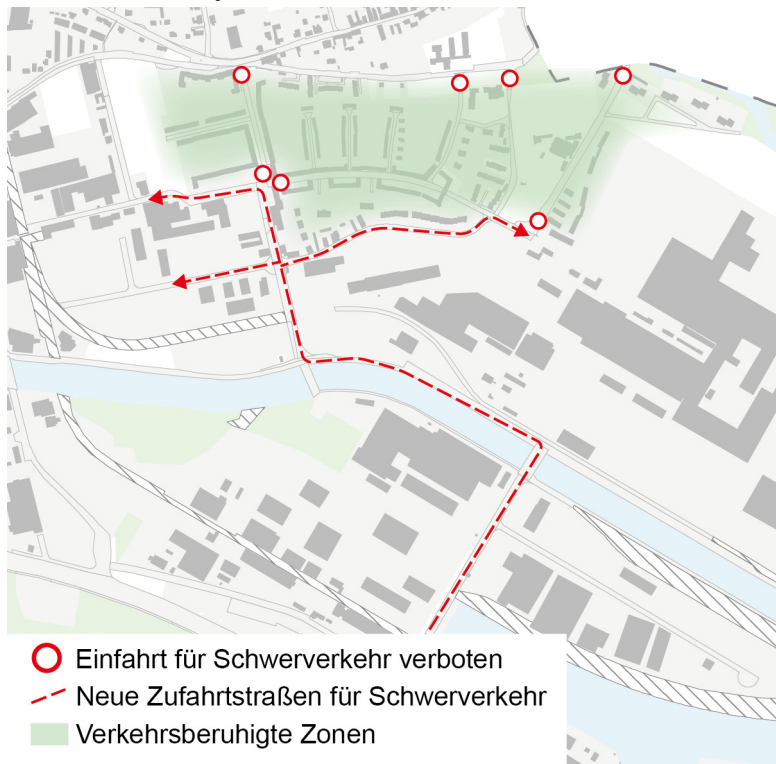 Einfahrt für Schwerverkehr verboten
Neue Zufahrtstraßen für Schwerverkehr
Verkehrsberuhigte Zonen